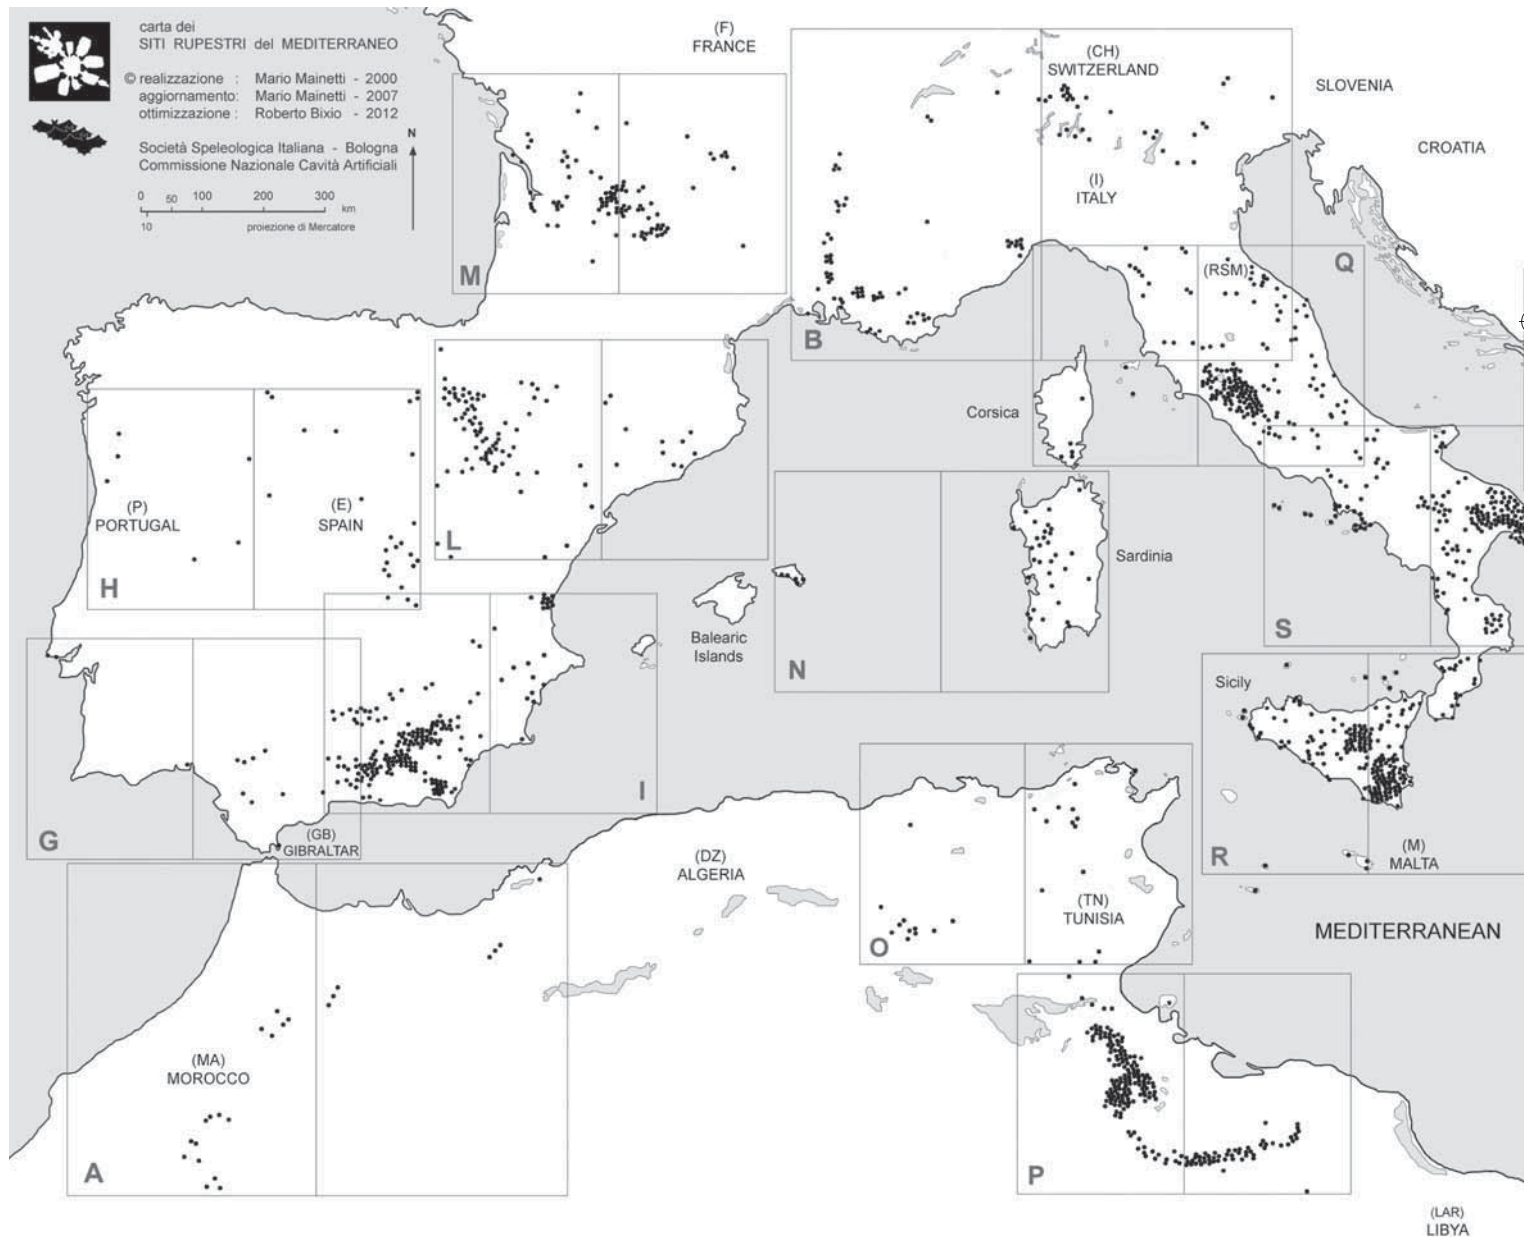 carta dei
SITI RUPESTRI del MEDITERRANEO
© realizzazione : Mario Mainetti - 2000
aggiornamento: Mario Mainetti - 2007
ottimizzazione : Roberto Bixio - 2012
Società Speleologica Italiana - Bologna
Commissione Nazionale Cavità Artificiali
N
0 50 100 200 300
km
10 proiezione di Mercatore
(F)
FRANCE
(CH)
SWITZERLAND
SLOVENIA
CROATIA
(I)
ITALY
M
(RSM)
Q
B
Corsica
(P)
PORTUGAL
(E)
SPAIN
L
H
Sardinia
S
Balearic
Islands
N
Sicily
I
G
(GB)
GIBRALTAR
R
(M)
MALTA
(DZ)
ALGERIA
(TN)
TUNISIA
O
MEDITERRANEAN
(MA)
MOROCCO
A
P
(LAR)
LIBYA